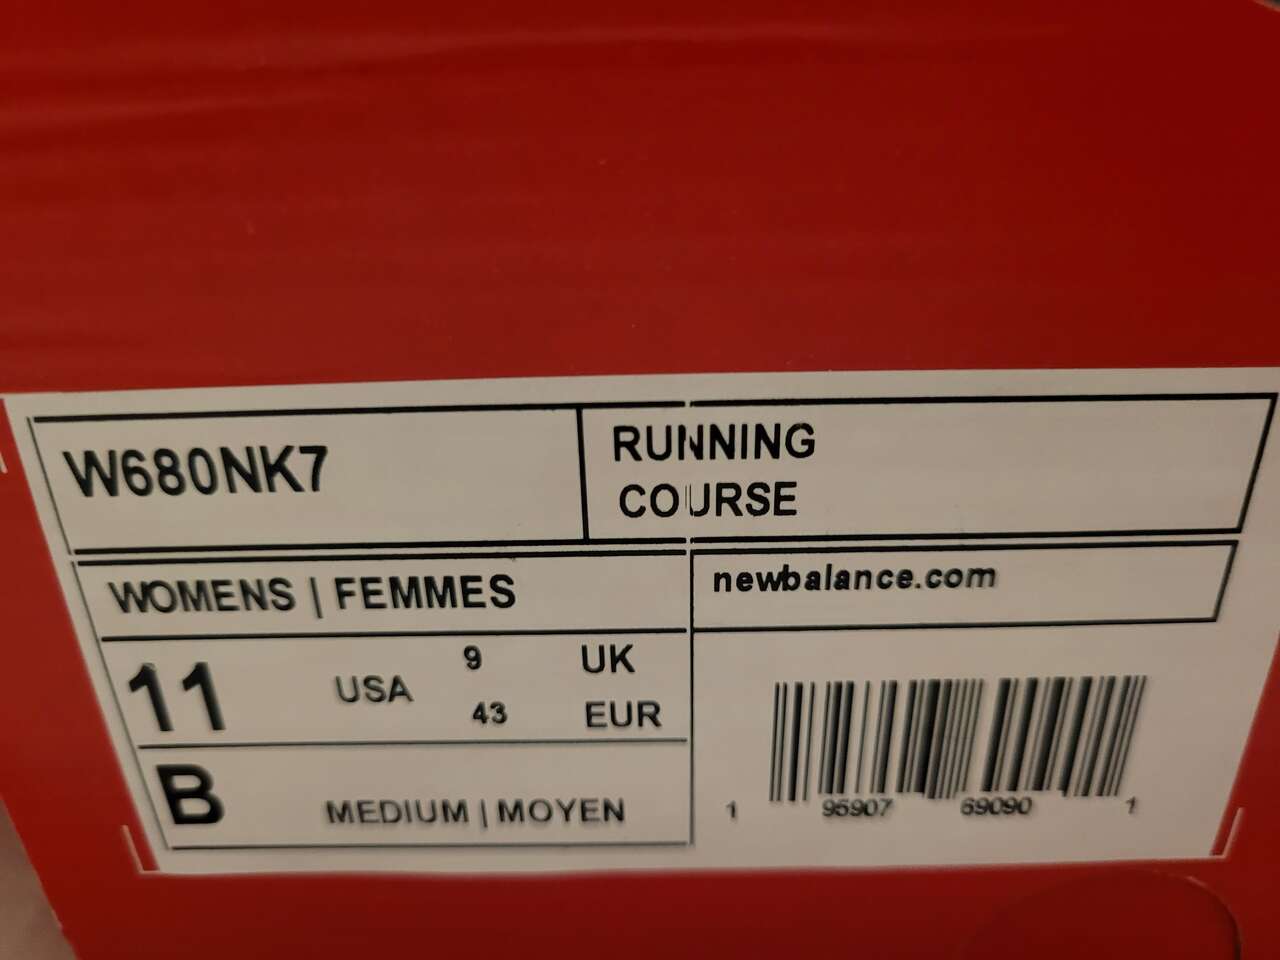 W680NK7
RUNNING
COURSE
WOMENS | FEMMES
newbalance.com
11 USA 9 UK
43 EUR
B MEDIUM | MOYEN
1 95907 69090 1